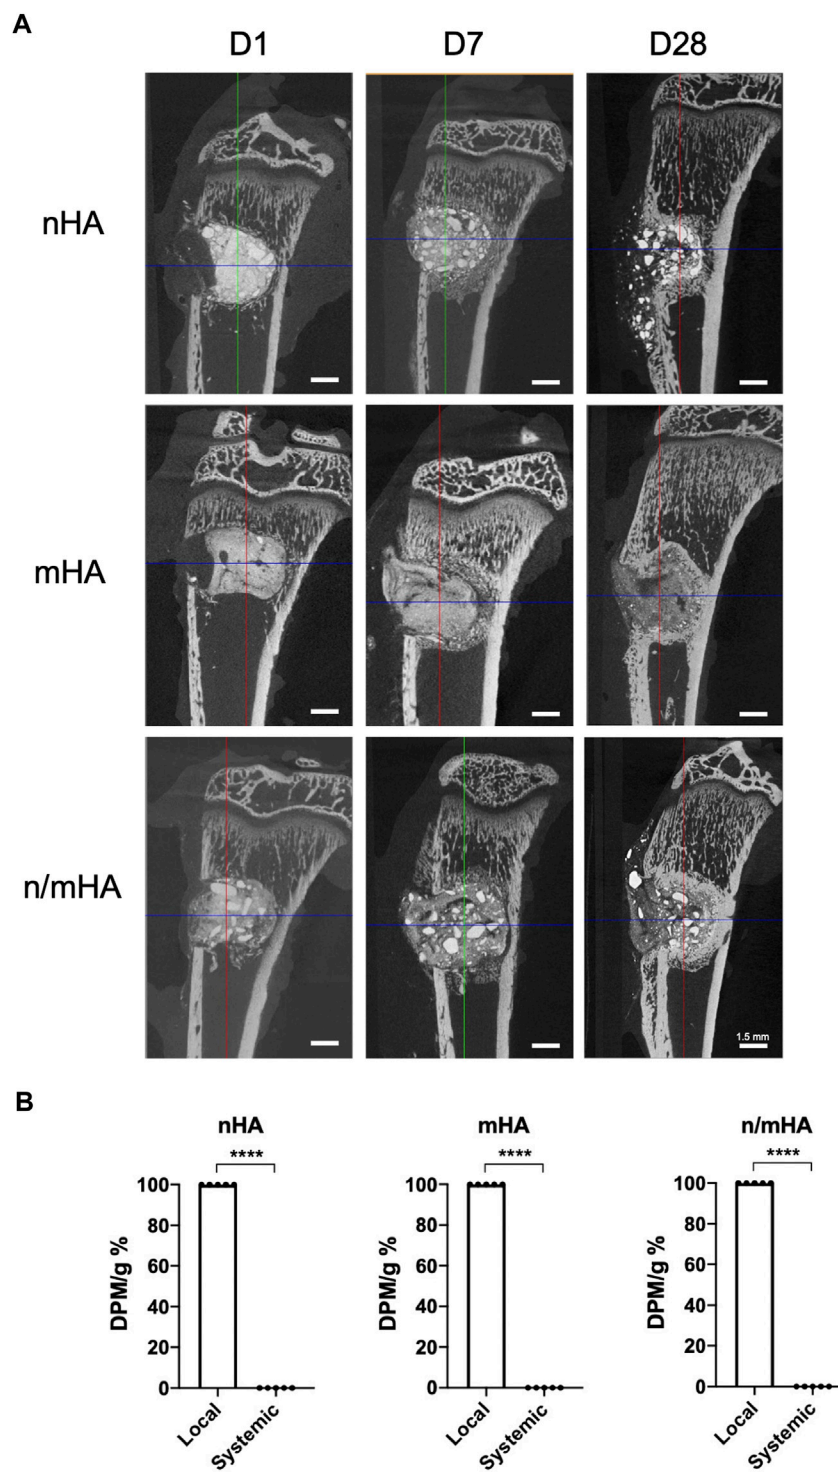 A
D1 D7 D28
nHA
mHA
n/mHA
1.5 mm
B
nHA mHA n/mHA
**** **** ****
100 100 100
80 80 80
60 60 60
40 40 40
20 20 20
0 0 0
DPM/g % DPM/g % DPM/g %
Local Systemic Local Systemic Local Systemic